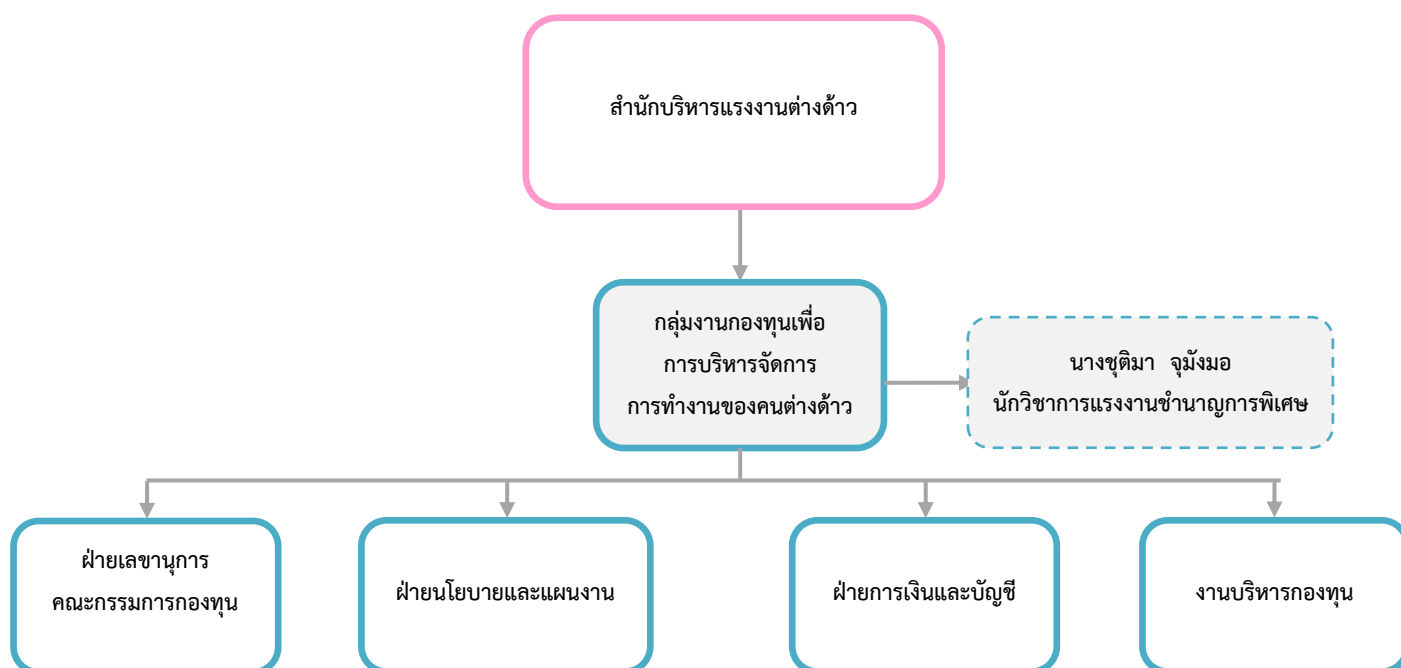 สำนักบริหารแรงงานต่างด้าว
กลุ่มงานกองทุนเพื่อ
การบริหารจัดการ
การทำงานของคนต่างด้าว
นางชุติมา จุมังมอ
นักวิชาการแรงงานชำนาญการพิเศษ
ฝ่ายเลขานุการ
คณะกรรมการกองทุน
ฝ่ายนโยบายและแผนงาน
ฝ่ายการเงินและบัญชี
งานบริหารกองทุน